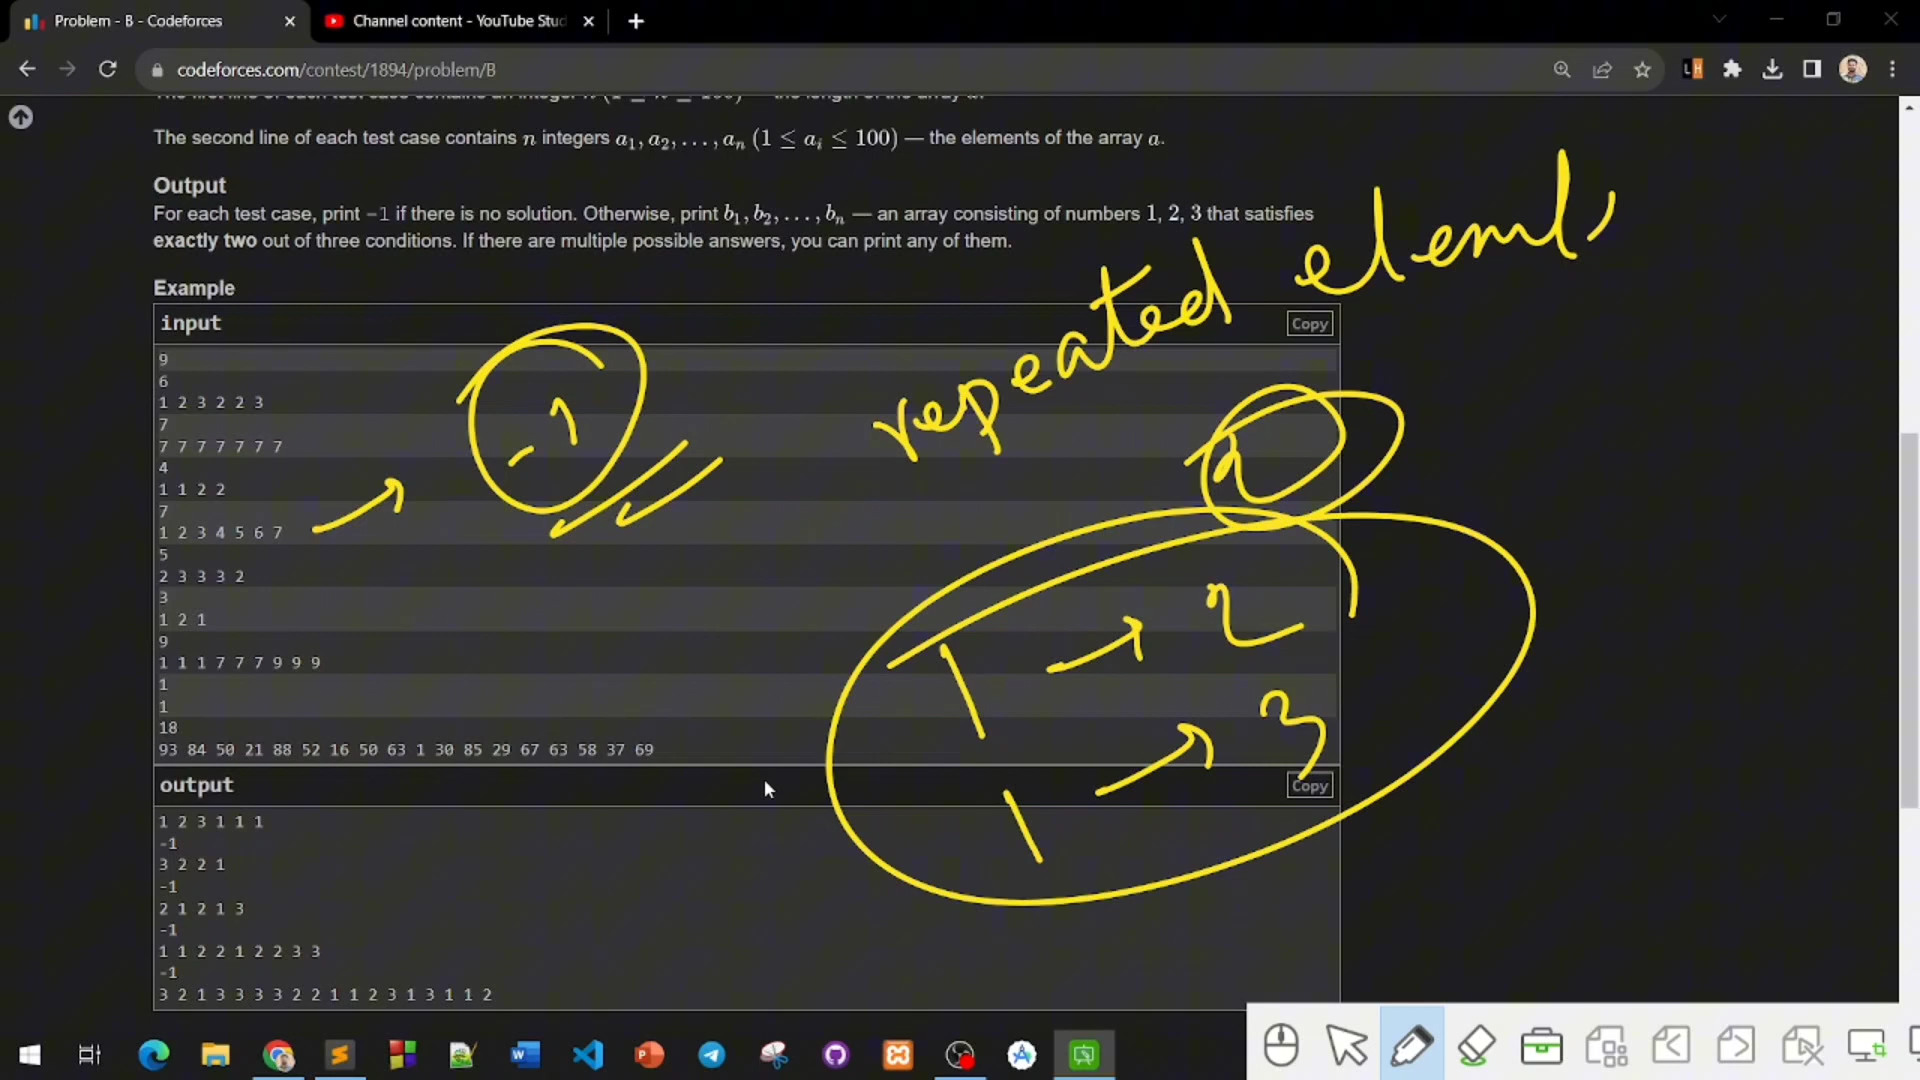 Problem - B - Codeforces
Channel content - YouTube Stud
codeforces.com/contest/1894/problem/B
The second line of each test case contains n integers a₁, a₂, . . . , aₙ (1 ≤ aᵢ ≤ 100) — the elements of the array a.
Output
For each test case, print −1 if there is no solution. Otherwise, print b₁, b₂, . . . , bₙ — an array consisting of numbers 1, 2, 3 that satisfies
exactly two out of three conditions. If there are multiple possible answers, you can print any of them.
Example
input
Copy
9
6
1 2 3 2 2 3
7
7 7 7 7 7 7 7
4
1 1 2 2
7
1 2 3 4 5 6 7
5
2 3 3 3 2
3
1 2 1
9
1 1 1 7 7 7 9 9 9
1
1
18
93 84 50 21 88 52 16 50 63 1 30 85 29 67 63 58 37 69
output
Copy
1 2 3 1 1 1
-1
3 2 2 1
-1
2 1 2 1 3
-1
1 1 2 2 1 2 2 3 3
-1
3 2 1 3 3 3 3 2 2 1 1 2 3 1 3 1 1 2
-1
repeated
1 → 2
1 → 3